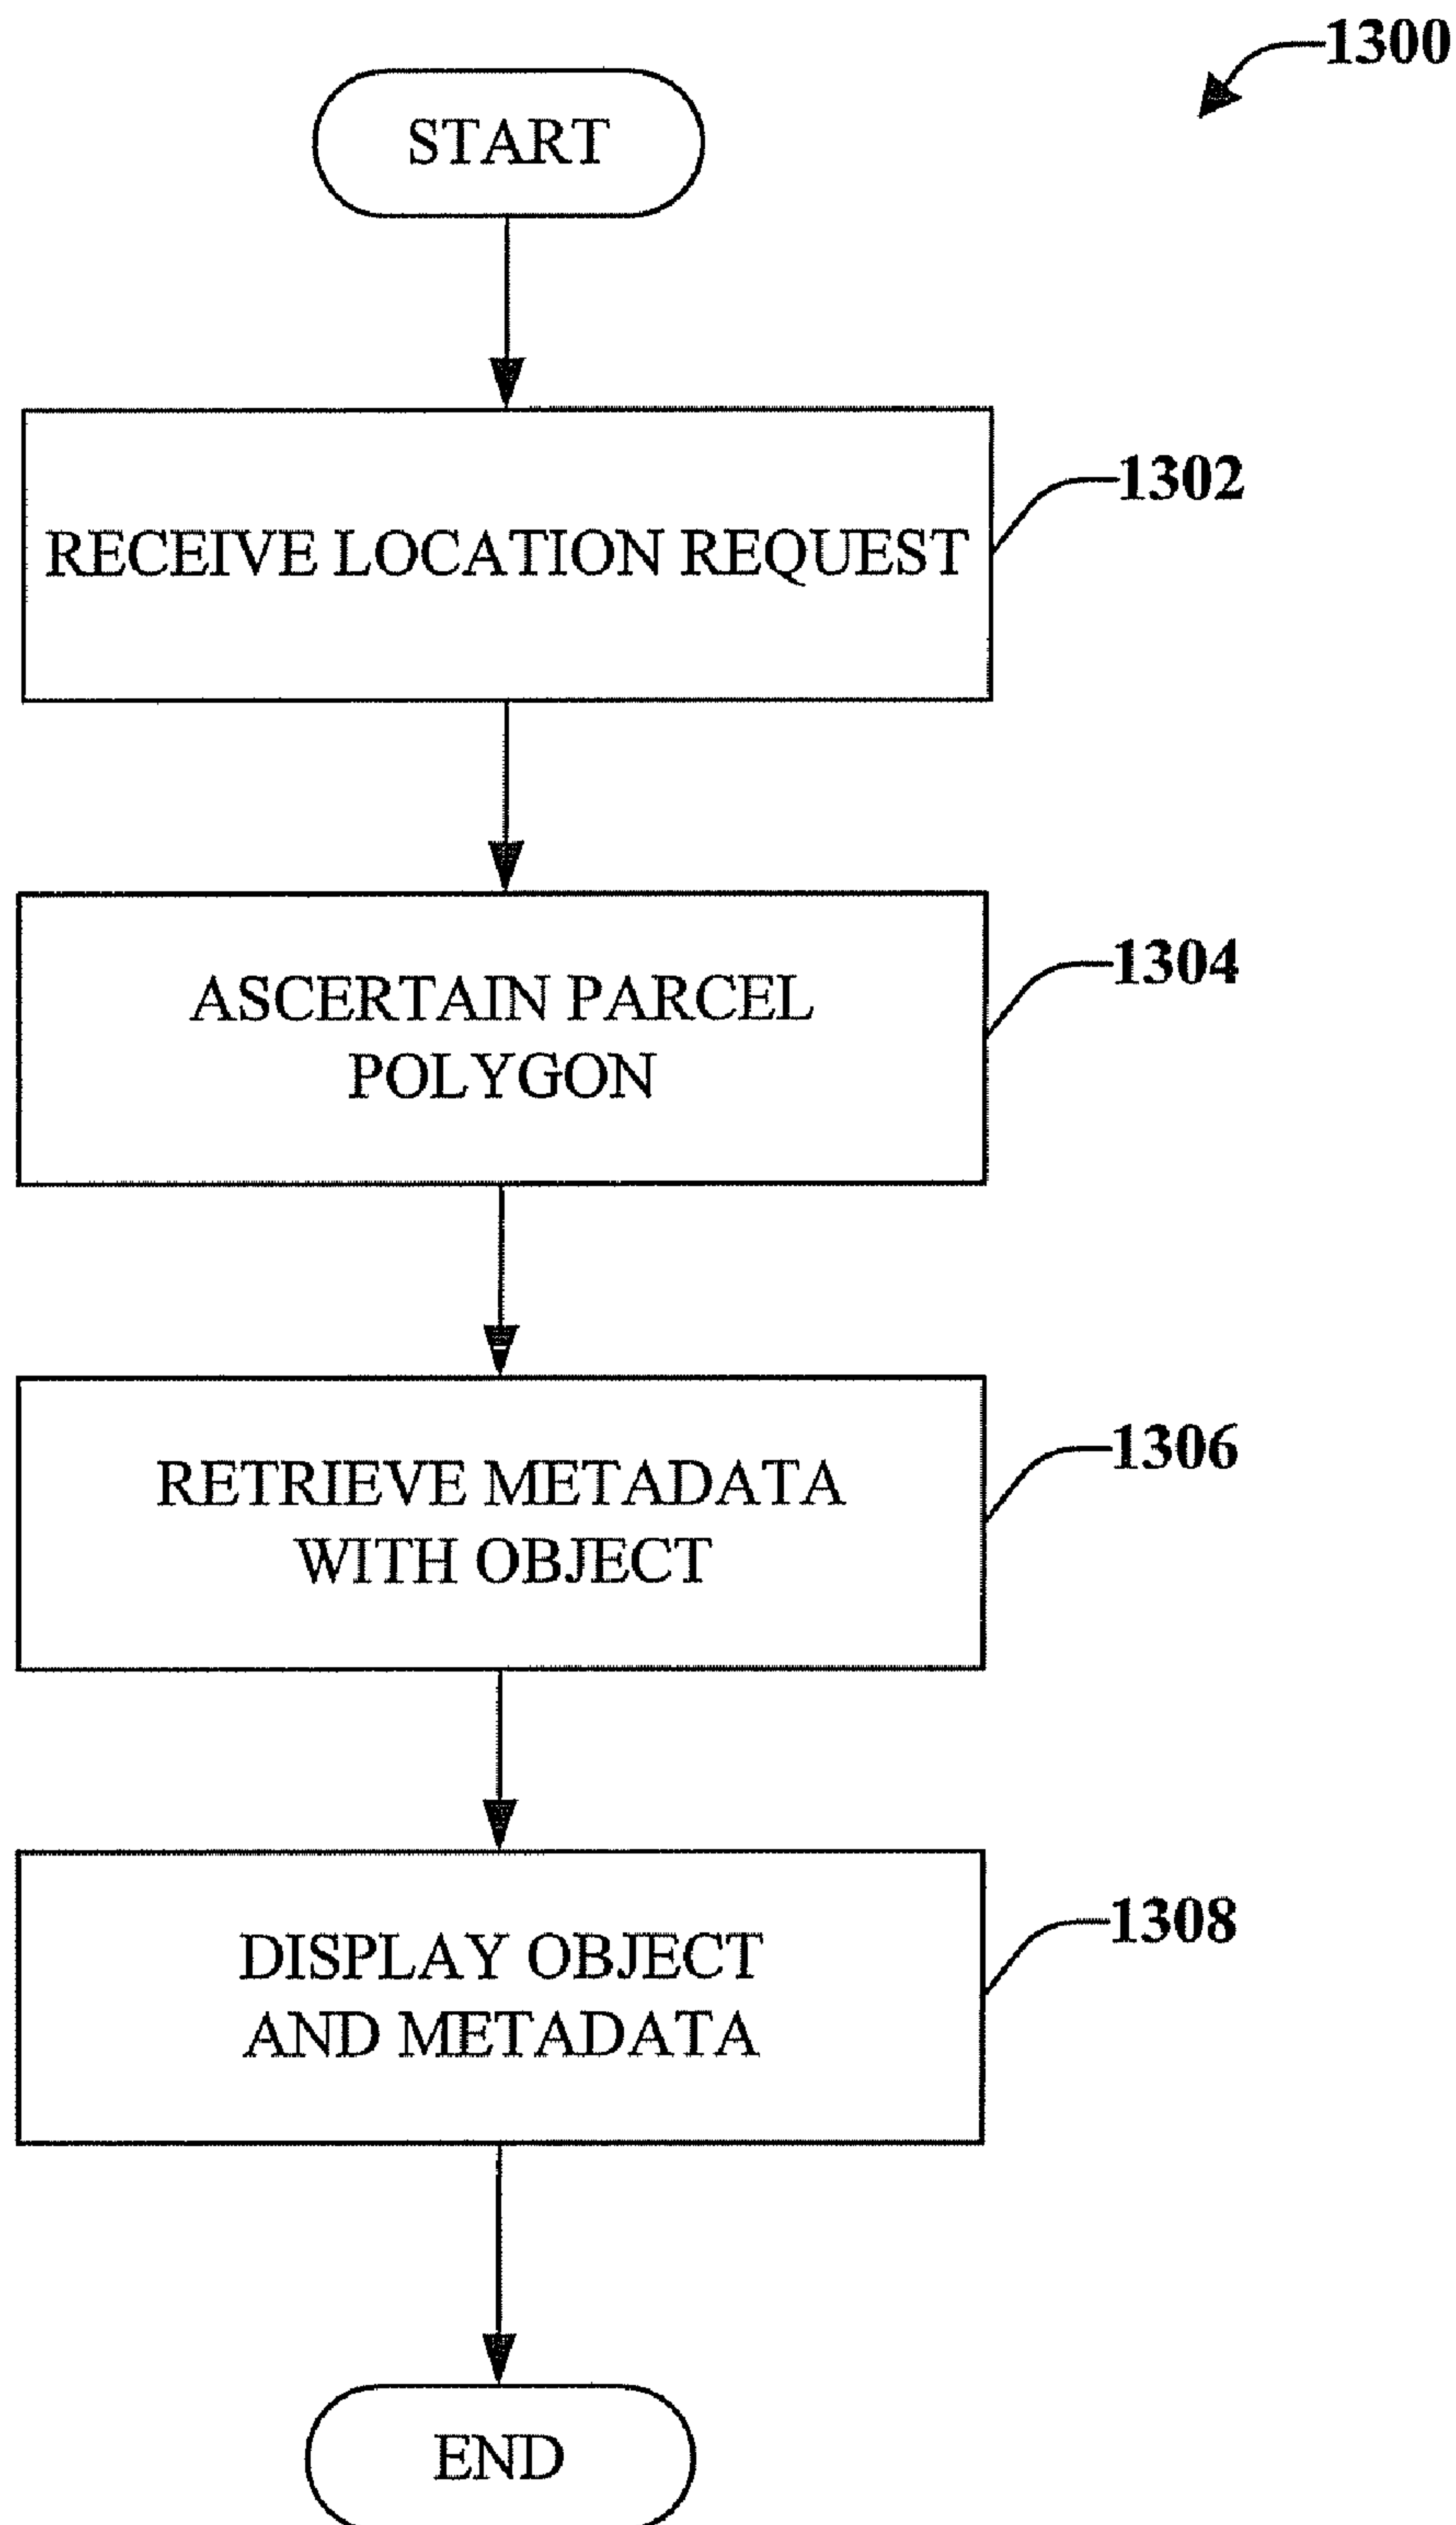 1300
START
RECEIVE LOCATION REQUEST
1302
ASCERTAIN PARCEL
POLYGON
1304
RETRIEVE METADATA
WITH OBJECT
1306
DISPLAY OBJECT
AND METADATA
1308
END